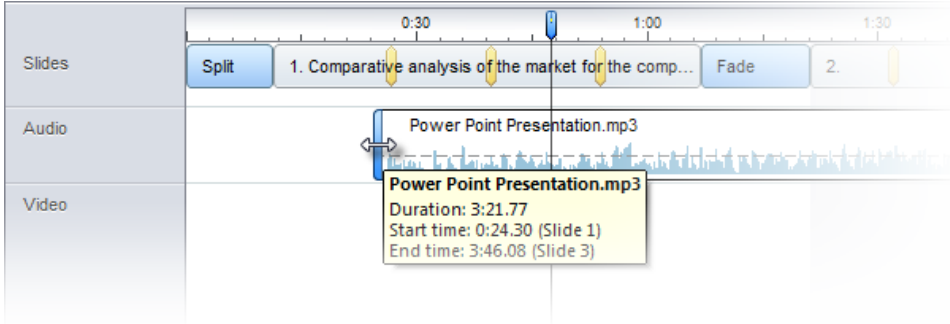 0:30 1:00 1:30
Slides Split 1. Comparative analysis of the market for the comp... Fade 2.
Audio Power Point Presentation.mp3
Power Point Presentation.mp3
Duration: 3:21.77
Start time: 0:24.30 (Slide 1)
End time: 3:46.08 (Slide 3)
Video